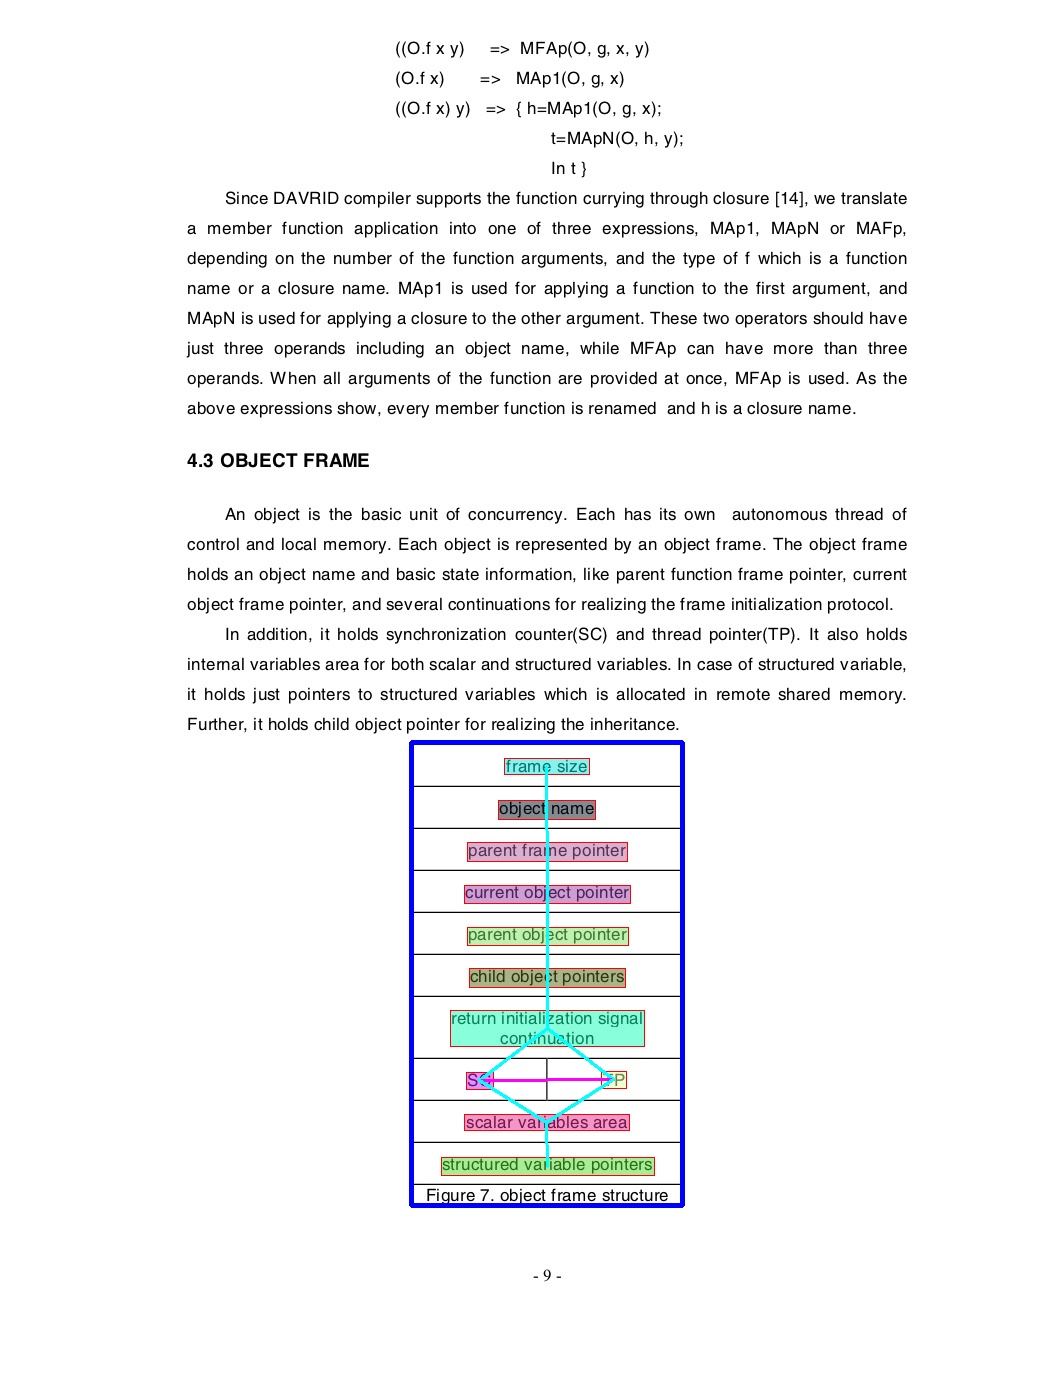 ((O.f x y) => MFAp(O, g, x, y)
(O.f x) => MAp1(O, g, x)
((O.f x) y) => { h=MAp1(O, g, x);
t=MApN(O, h, y);
In t }
Since DAVRID compiler supports the function currying through closure [14], we translate
a member function application into one of three expressions, MAp1, MApN or MAFp,
depending on the number of the function arguments, and the type of f which is a function
name or a closure name. MAp1 is used for applying a function to the first argument, and
MApN is used for applying a closure to the other argument. These two operators should have
just three operands including an object name, while MFAp can have more than three
operands. When all arguments of the function are provided at once, MFAp is used. As the
above expressions show, every member function is renamed and h is a closure name.
4.3 OBJECT FRAME
An object is the basic unit of concurrency. Each has its own autonomous thread of
control and local memory. Each object is represented by an object frame. The object frame
holds an object name and basic state information, like parent function frame pointer, current
object frame pointer, and several continuations for realizing the frame initialization protocol.
In addition, it holds synchronization counter(SC) and thread pointer(TP). It also holds
internal variables area for both scalar and structured variables. In case of structured variable,
it holds just pointers to structured variables which is allocated in remote shared memory.
Further, it holds child object pointer for realizing the inheritance.
frame size
object name
parent frame pointer
current object pointer
parent object pointer
child object pointers
return initialization signal
continuation
SC TP
scalar variables area
structured variable pointers
Figure 7. object frame structure
- 9 -